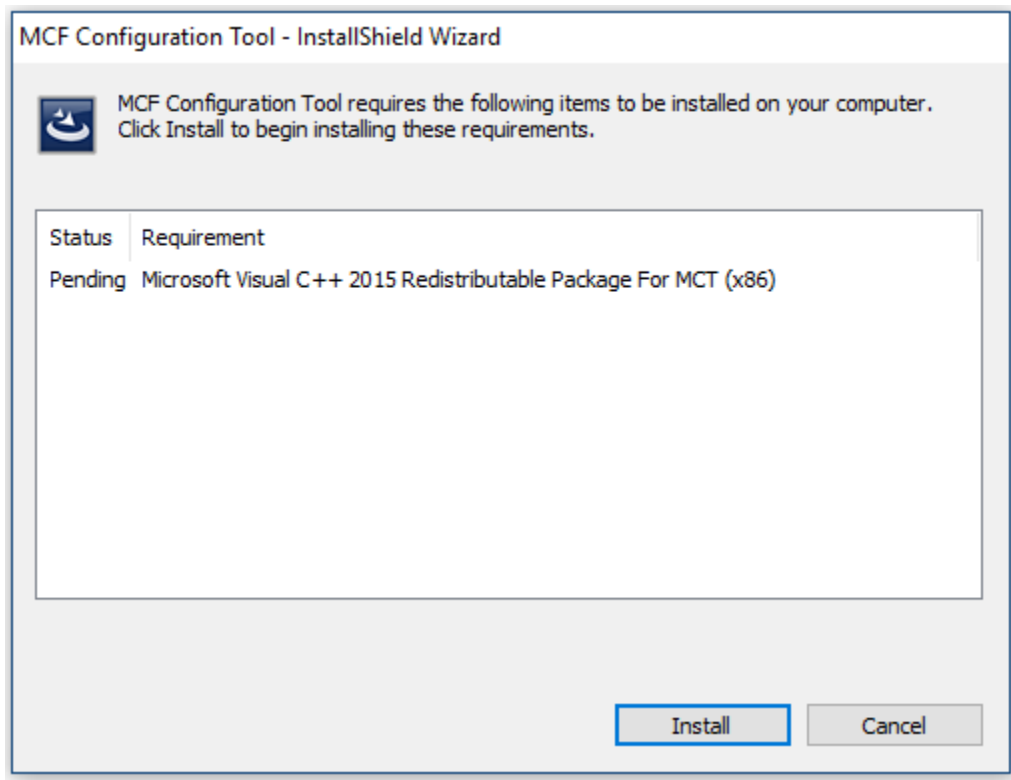 MCF Configuration Tool - InstallShield Wizard
MCF Configuration Tool requires the following items to be installed on your computer.
Click Install to begin installing these requirements.
Status Requirement
Pending Microsoft Visual C++ 2015 Redistributable Package For MCT (x86)
Install Cancel